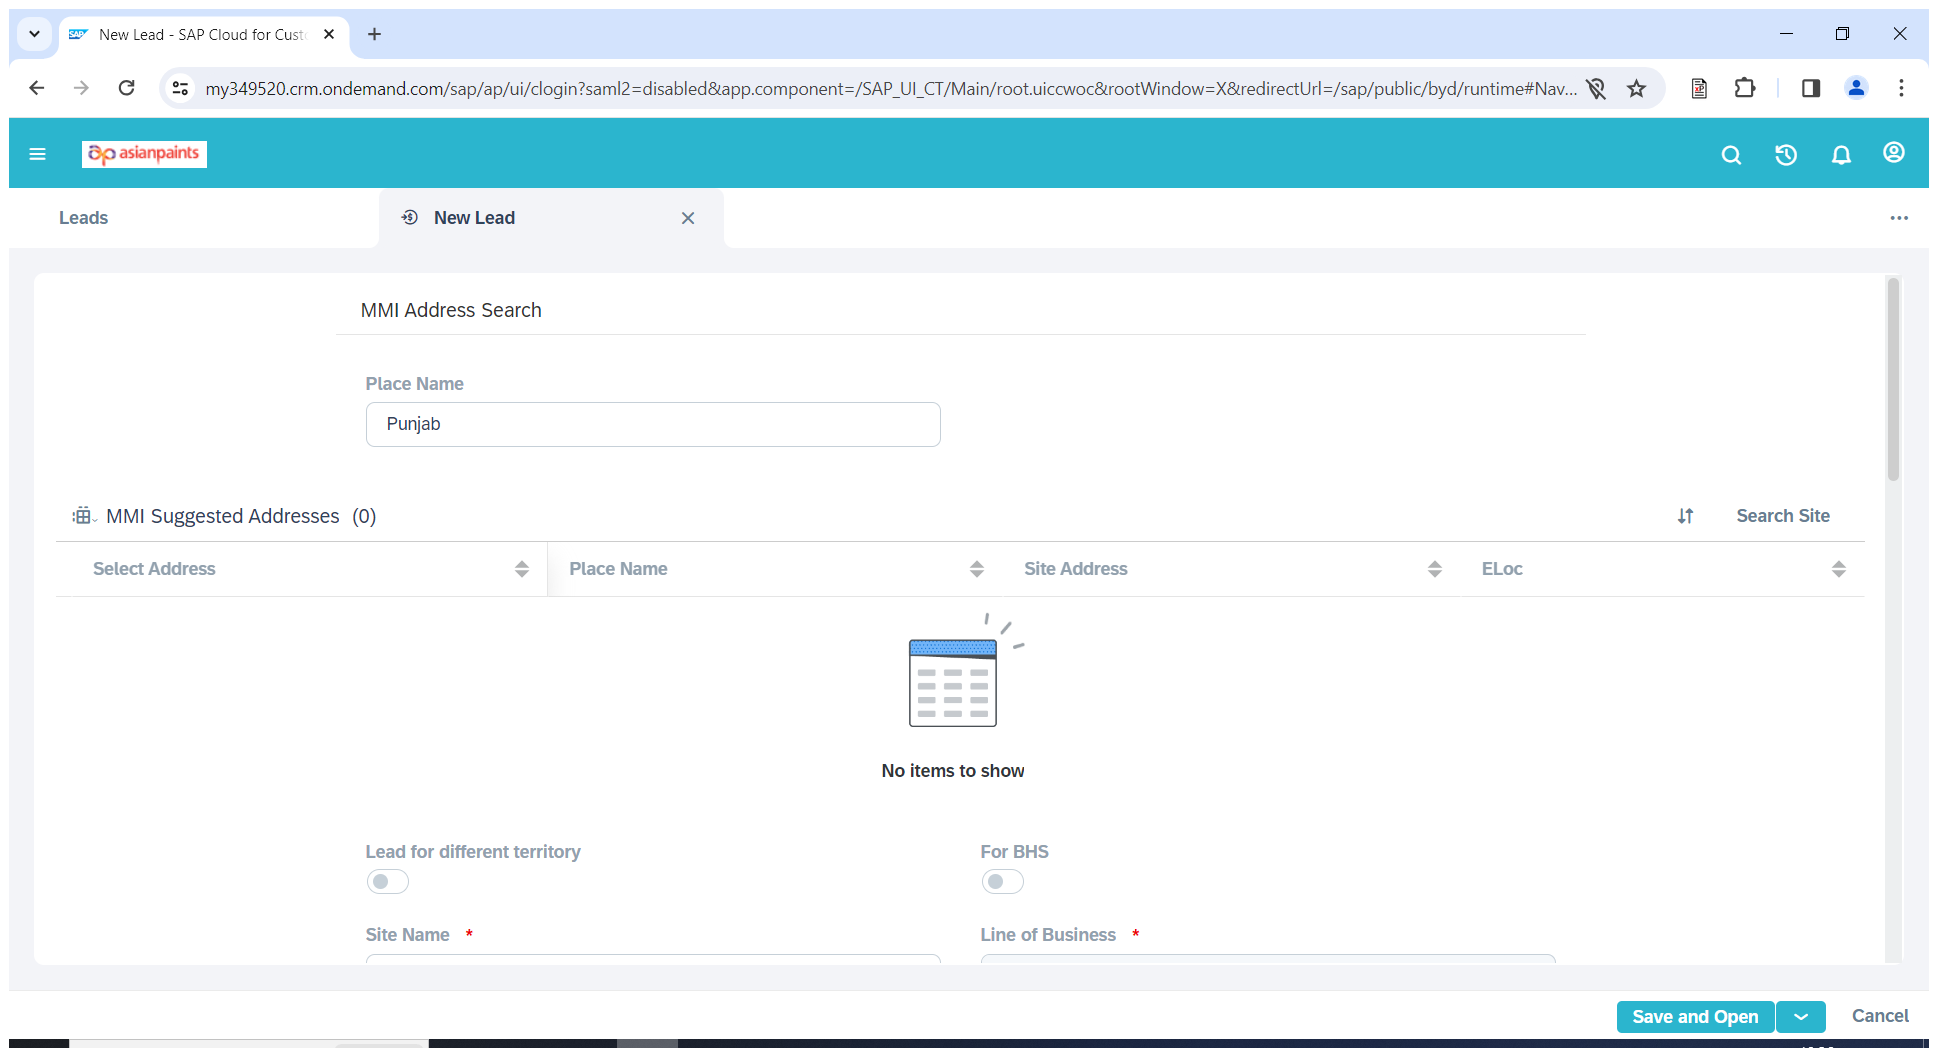 New Lead - SAP Cloud for Cust
my349520.crm.ondemand.com/sap/ap/ui/clogin?saml2=disabled&app.component=/SAP_UI_CT/Main/root.uiccwoc&rootWindow=X&redirectUrl=/sap/public/byd/runtime#Nav...
asianpaints
Leads
New Lead
MMI Address Search
Place Name
Punjab
MMI Suggested Addresses (0)
Search Site
Select Address
Place Name
Site Address
ELoc
No items to show
Lead for different territory
For BHS
Site Name *
Line of Business *
Save and Open
Cancel